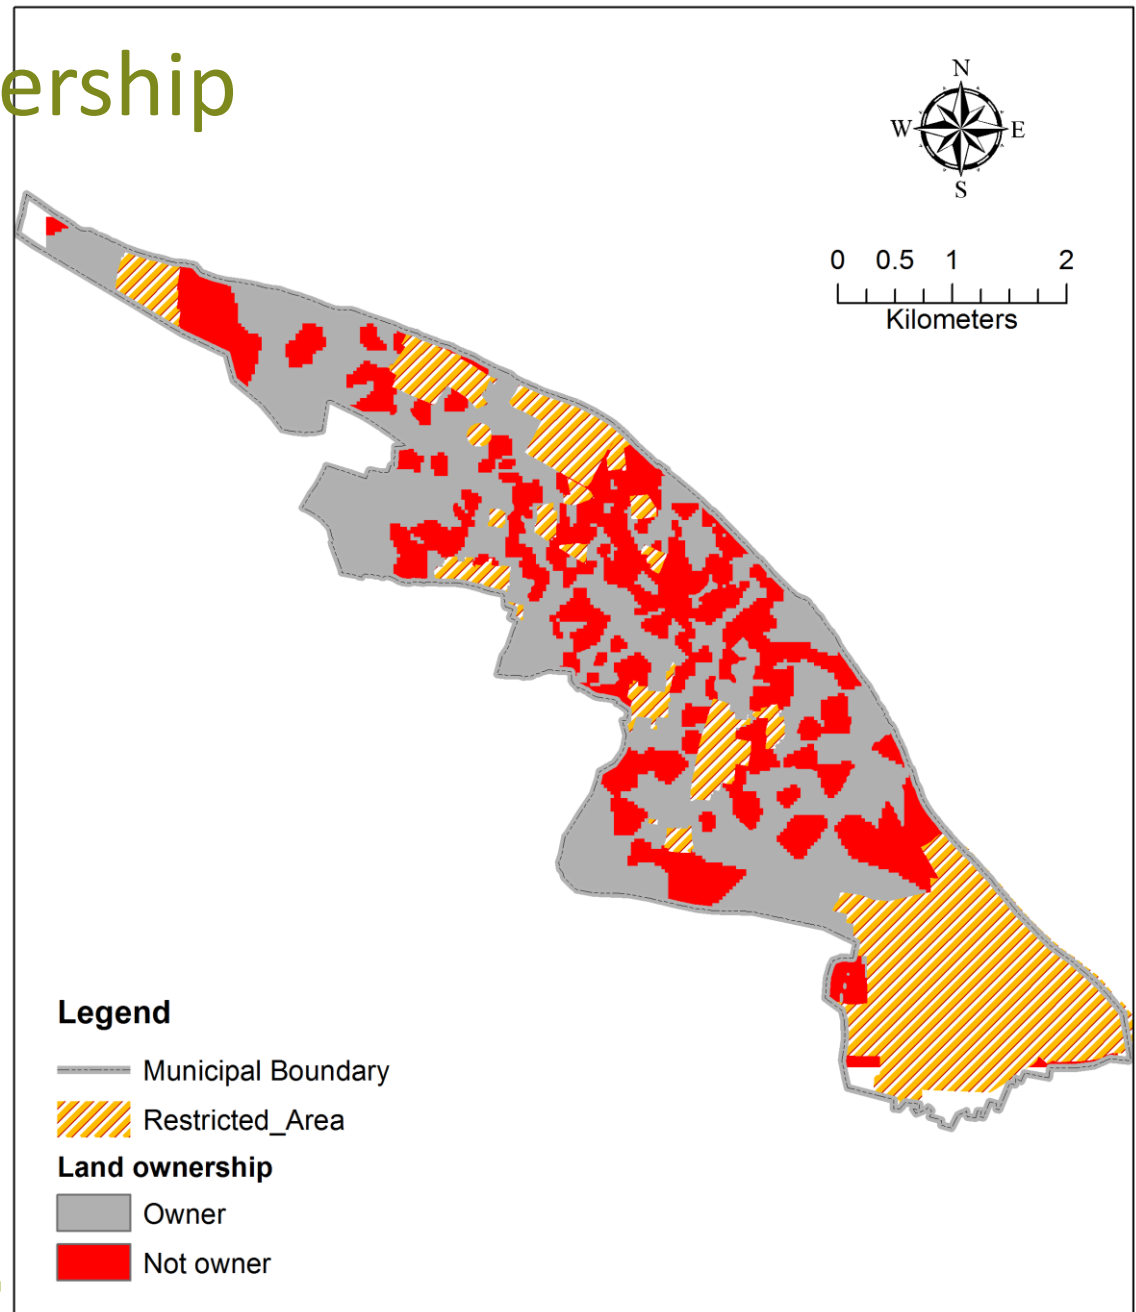 ership
N
W E
S
0 0.5 1 2
Kilometers
Legend
Municipal Boundary
Restricted_Area
Land ownership
Owner
Not owner